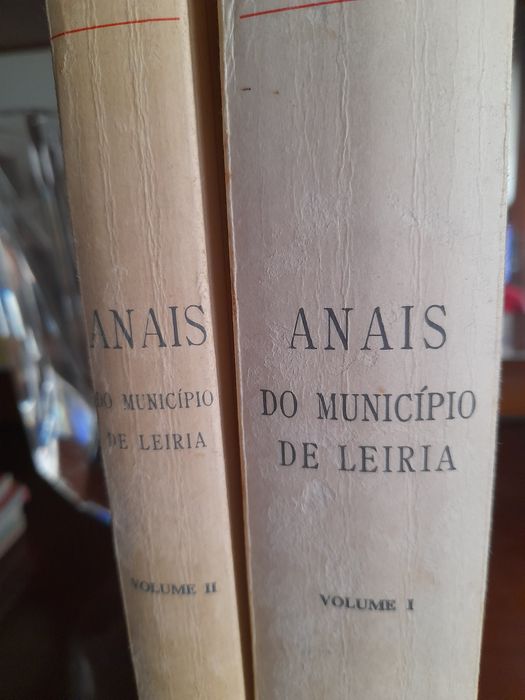 ANAIS
DO MUNICÍPIO
DE LEIRIA
VOLUME II
ANAIS
DO MUNICÍPIO
DE LEIRIA
VOLUME I